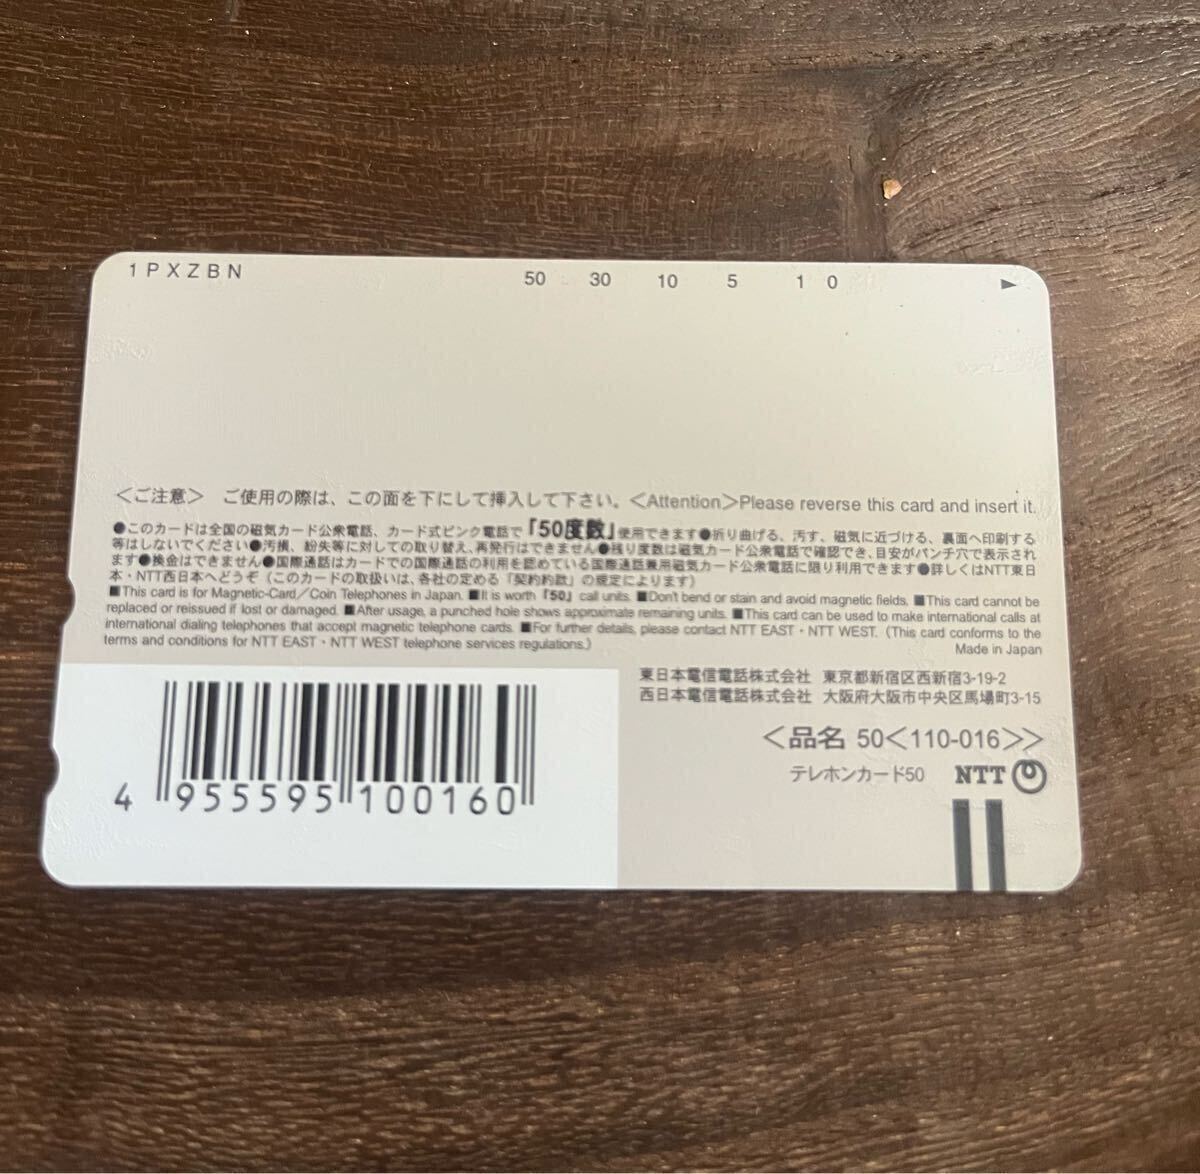 1PXZBN 50 30 10 5 1 0 ►
＜ご注意＞ ご使用の際は、この面を下にして挿入して下さい。＜Attention＞Please reverse this card and insert it.
●このカードは全国の磁気カード公衆電話、カード式ピンク電話で「50度数」使用できます●折り曲げる、汚す、磁気に近づける、裏面へ印刷する
等はしないでください●汚損、紛失等に対しての取り替え、再発行はできません●残り度数は磁気カード公衆電話で確認でき、目安がパンチ穴で表示され
ます●換金はできません●国際通話はカードでの国際通話の利用を認めている国際通話兼用磁気カード公衆電話に限り利用できます●詳しくはNTT東日
本・NTT西日本へどうぞ（このカードの取扱いは、各社の定める「契約約款」の規定によります）
■This card is for Magnetic-Card／Coin Telephones in Japan. ■It is worth「50」call units. ■Don't bend or stain and avoid magnetic fields. ■This card cannot be
replaced or reissued if lost or damaged. ■After usage, a punched hole shows approximate remaining units. ■This card can be used to make international calls at
international dialing telephones that accept magnetic telephone cards. ■For further details, please contact NTT EAST・NTT WEST.（This card conforms to the
terms and conditions for NTT EAST・NTT WEST telephone services regulations.）
Made in Japan
東日本電信電話株式会社 東京都新宿区西新宿3-19-2
西日本電信電話株式会社 大阪府大阪市中央区馬場町3-15
＜品名 50＜110-016＞＞
テレホンカード50 NTT
4 955595 100160